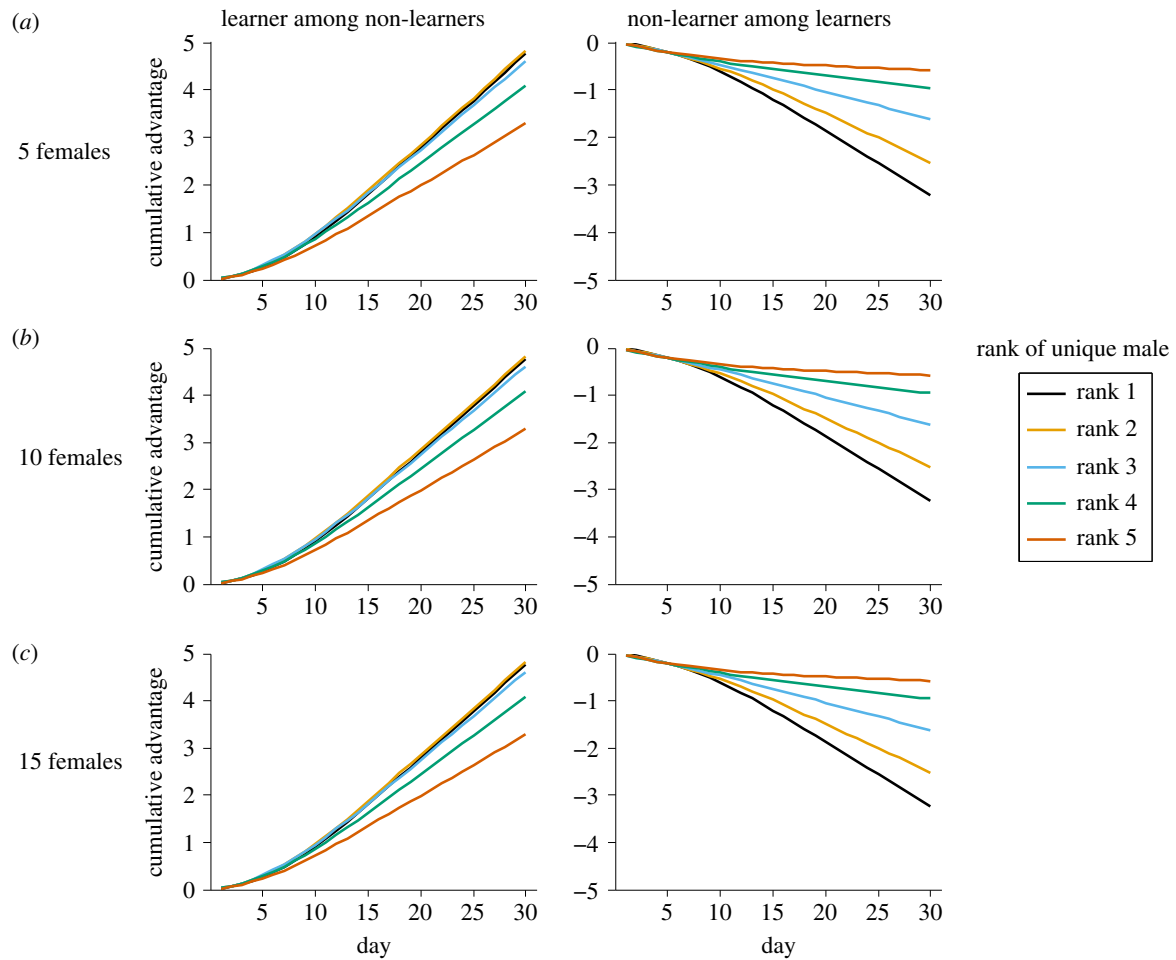 (a)
learner among non-learners
non-learner among learners
5 females
cumulative advantage
5
4
3
2
1
0
5 10 15 20 25 30
0
−1
−2
−3
−4
−5
5 10 15 20 25 30
(b)
10 females
cumulative advantage
5
4
3
2
1
0
5 10 15 20 25 30
0
−1
−2
−3
−4
−5
5 10 15 20 25 30
rank of unique male
rank 1
rank 2
rank 3
rank 4
rank 5
(c)
15 females
cumulative advantage
5
4
3
2
1
0
5 10 15 20 25 30
day
0
−1
−2
−3
−4
−5
5 10 15 20 25 30
day